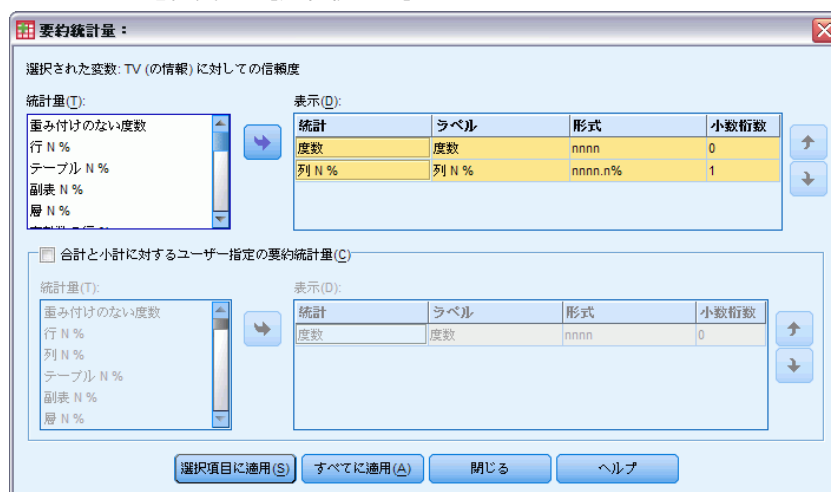 要約統計量：
選択された変数: TV (の情報) に対しての信頼度
統計量(T):
重み付けのない度数
行 N %
テーブル N %
副表 N %
層 N %
表示(D):
統計 ラベル 形式 小数桁数
度数 度数 nnnn 0
列 N % 列 N % nnnn.n% 1
合計と小計に対するユーザー指定の要約統計量(C)
統計量(T):
重み付けのない度数
行 N %
列 N %
テーブル N %
副表 N %
層 N %
表示(D):
統計 ラベル 形式 小数桁数
度数 度数 nnnn 0
選択項目に適用(S) すべてに適用(A) 閉じる ヘルプ